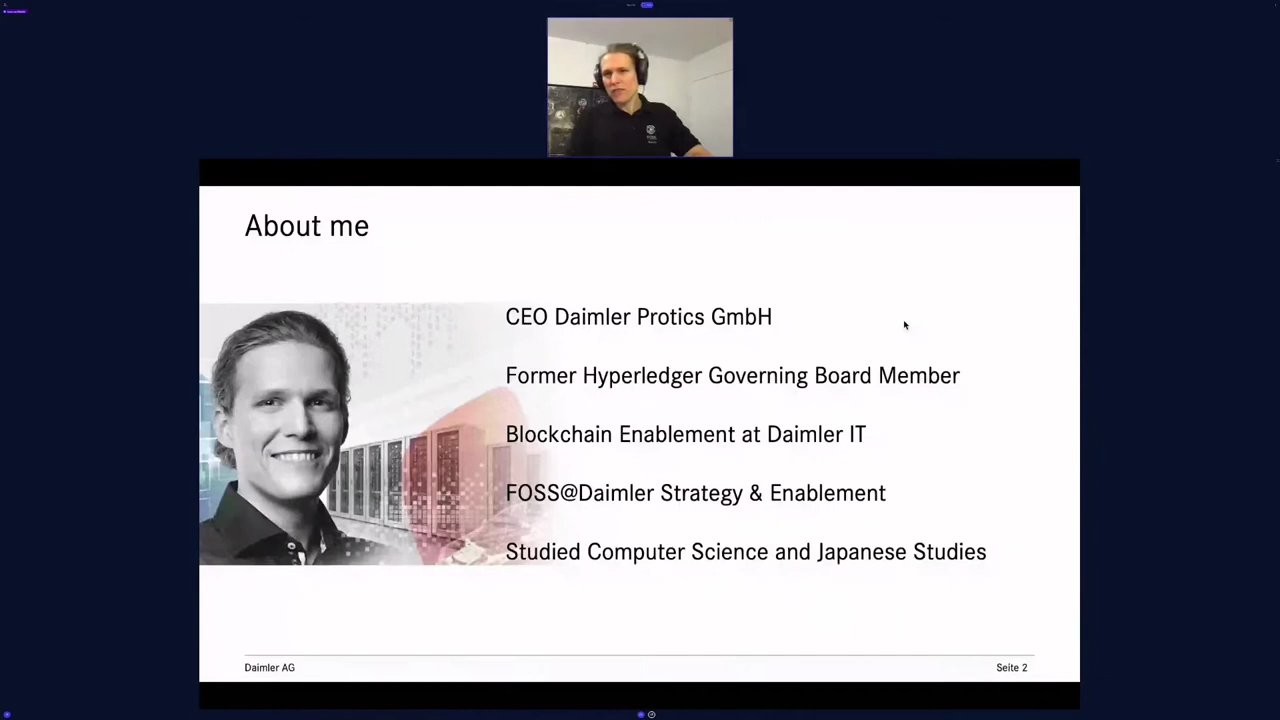 About me
CEO Daimler Protics GmbH
Former Hyperledger Governing Board Member
Blockchain Enablement at Daimler IT
FOSS@Daimler Strategy & Enablement
Studied Computer Science and Japanese Studies
Daimler AG
Seite 2